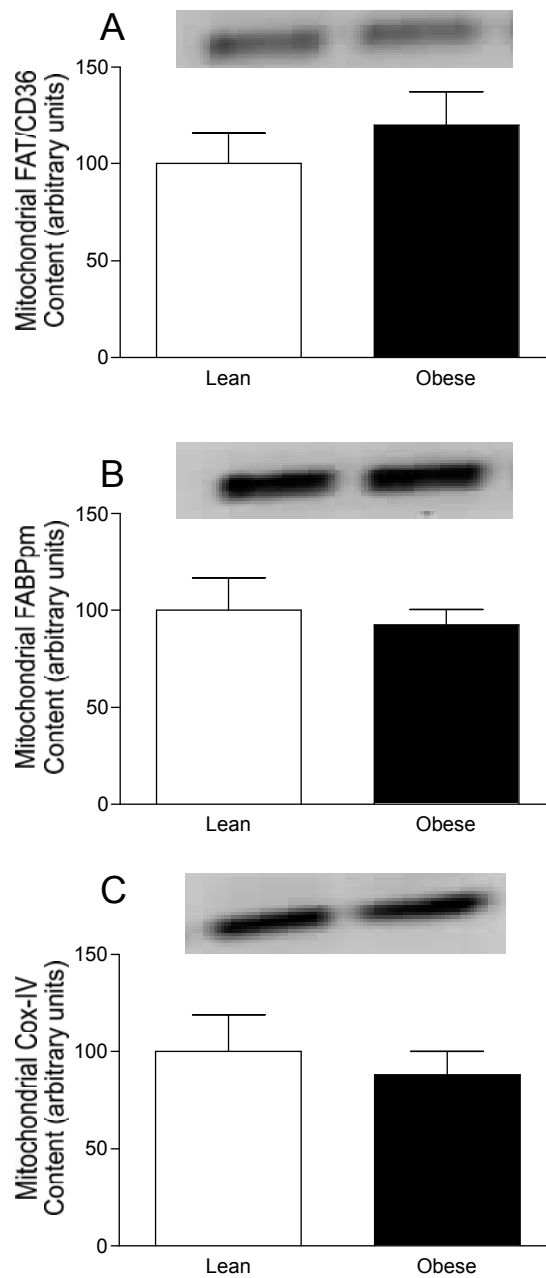 A
Mitochondrial FAT/CD36
Content (arbitrary units)
150
100
50
0
Lean Obese
B
Mitochondrial FABPpm
Content (arbitrary units)
150
100
50
0
Lean Obese
C
Mitochondrial Cox-IV
Content (arbitrary units)
150
100
50
0
Lean Obese